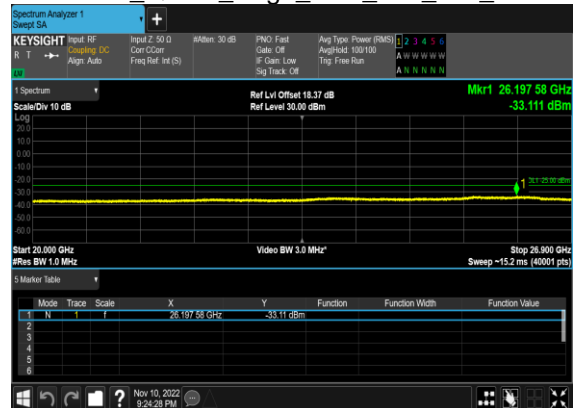 Spectrum Analyzer 1
Swept SA
+
KEYSIGHT Input: RF Input Z: 50 Ω #Atten: 30 dB PNO: Fast Avg Type: Power (RMS) 1 2 3 4 5 6
R T Coupling: DC Corr CCorr Gate: Off Avg|Hold: 100/100 A W W W W W
Align: Auto Freq Ref: Int (S) IF Gain: Low Trig: Free Run
Sig Track: Off A N N N N N
1 Spectrum Ref Lvl Offset 18.37 dB Mkr1 26.197 58 GHz
Scale/Div 10 dB Ref Level 30.00 dBm -33.111 dBm
Log
20.0
10.0
0.00
-10.0
-20.0
-30.0
-40.0
-50.0
-60.0
1
Start 20.000 GHz Video BW 3.0 MHz* Stop 26.900 GHz
#Res BW 1.0 MHz Sweep ~15.2 ms (40001 pts)
5 Marker Table
Mode Trace Scale X Y Function Function Width Function Value
1 N 1 f 26.197 58 GHz -33.11 dBm
2
3
4
5
6
? Nov 10, 2022
9:24:28 PM